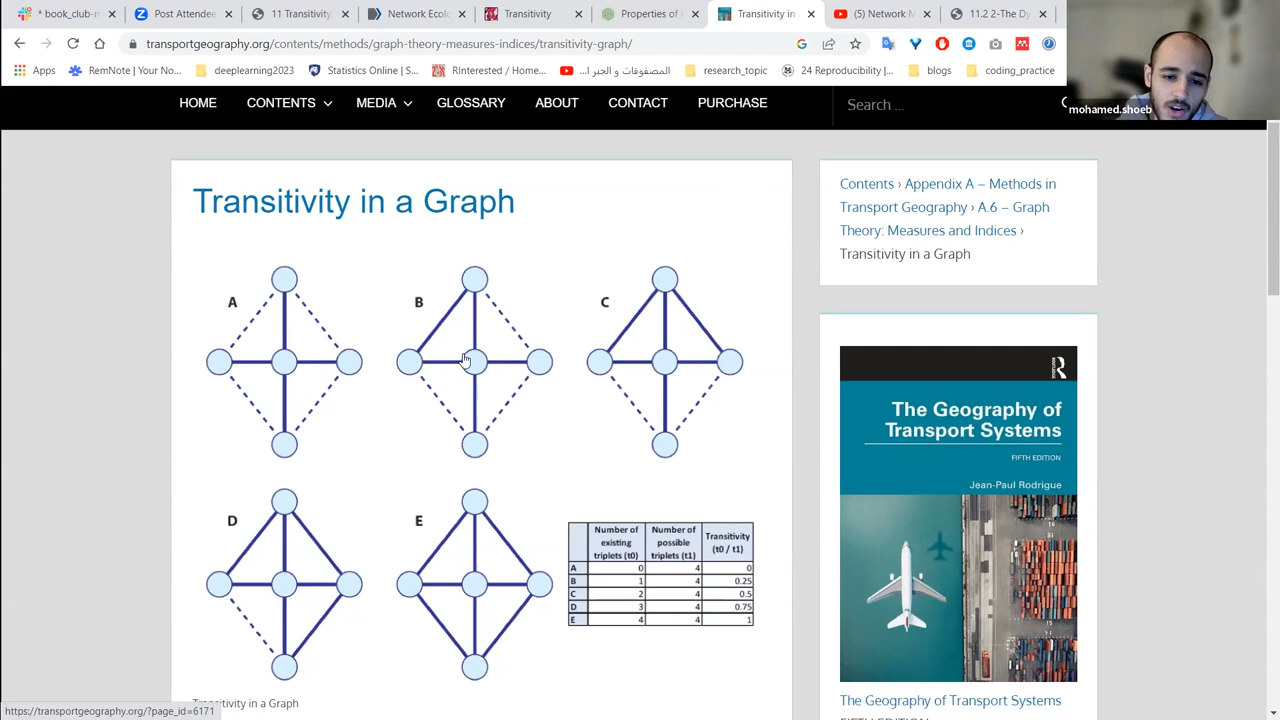 * book_club-n
Post Attendee
11 Transitivity,
Network Ecolo
Transitivity
Properties of N
Transitivity in a
(5) Network M
11.2 2-The Dy
transportgeography.org/contents/methods/graph-theory-measures-indices/transitivity-graph/
Apps
RemNote | Your No...
deeplearning2023
Statistics Online | S...
RInterested / Home...
المصفوفات و الجبر ا...
research_topic
24 Reproducibility |...
blogs
coding_practice
mohamed.shoeb
HOME
CONTENTS
MEDIA
GLOSSARY
ABOUT
CONTACT
PURCHASE
Search ...
Transitivity in a Graph
A
B
C
D
E
Number of existing triplets (t0)
Number of possible triplets (t1)
Transitivity (t0 / t1)
A 0 4 0
B 1 4 0.25
C 2 4 0.5
D 3 4 0.75
E 4 4 1
Transitivity in a Graph
https://transportgeography.org/?page_id=6171
Contents › Appendix A – Methods in
Transport Geography › A.6 – Graph
Theory: Measures and Indices ›
Transitivity in a Graph
The Geography of
Transport Systems
FIFTH EDITION
Jean-Paul Rodrigue
The Geography of Transport Systems
FIFTH EDITION